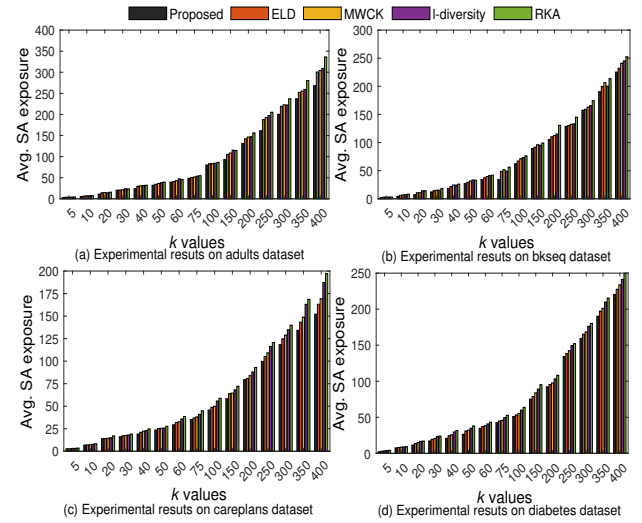 Proposed ELD MWCK l-diversity RKA
Avg. SA exposure
400
350
300
250
200
150
100
50
0
5 10 20 30 40 50 60 75 100 150 200 250 300 350 400
k values
(a) Experimental resuts on adults dataset
Avg. SA exposure
300
250
200
150
100
50
0
5 10 20 30 40 50 60 75 100 150 200 250 300 350 400
k values
(b) Experimental resuts on bkseq dataset
Avg. SA exposure
200
175
150
125
100
75
50
25
0
5 10 20 30 40 50 60 75 100 150 200 250 300 350 400
k values
(c) Experimental resuts on careplans dataset
Avg. SA exposure
250
200
150
100
50
0
5 10 20 30 40 50 60 75 100 150 200 250 300 350 400
k values
(d) Experimental resuts on diabetes dataset